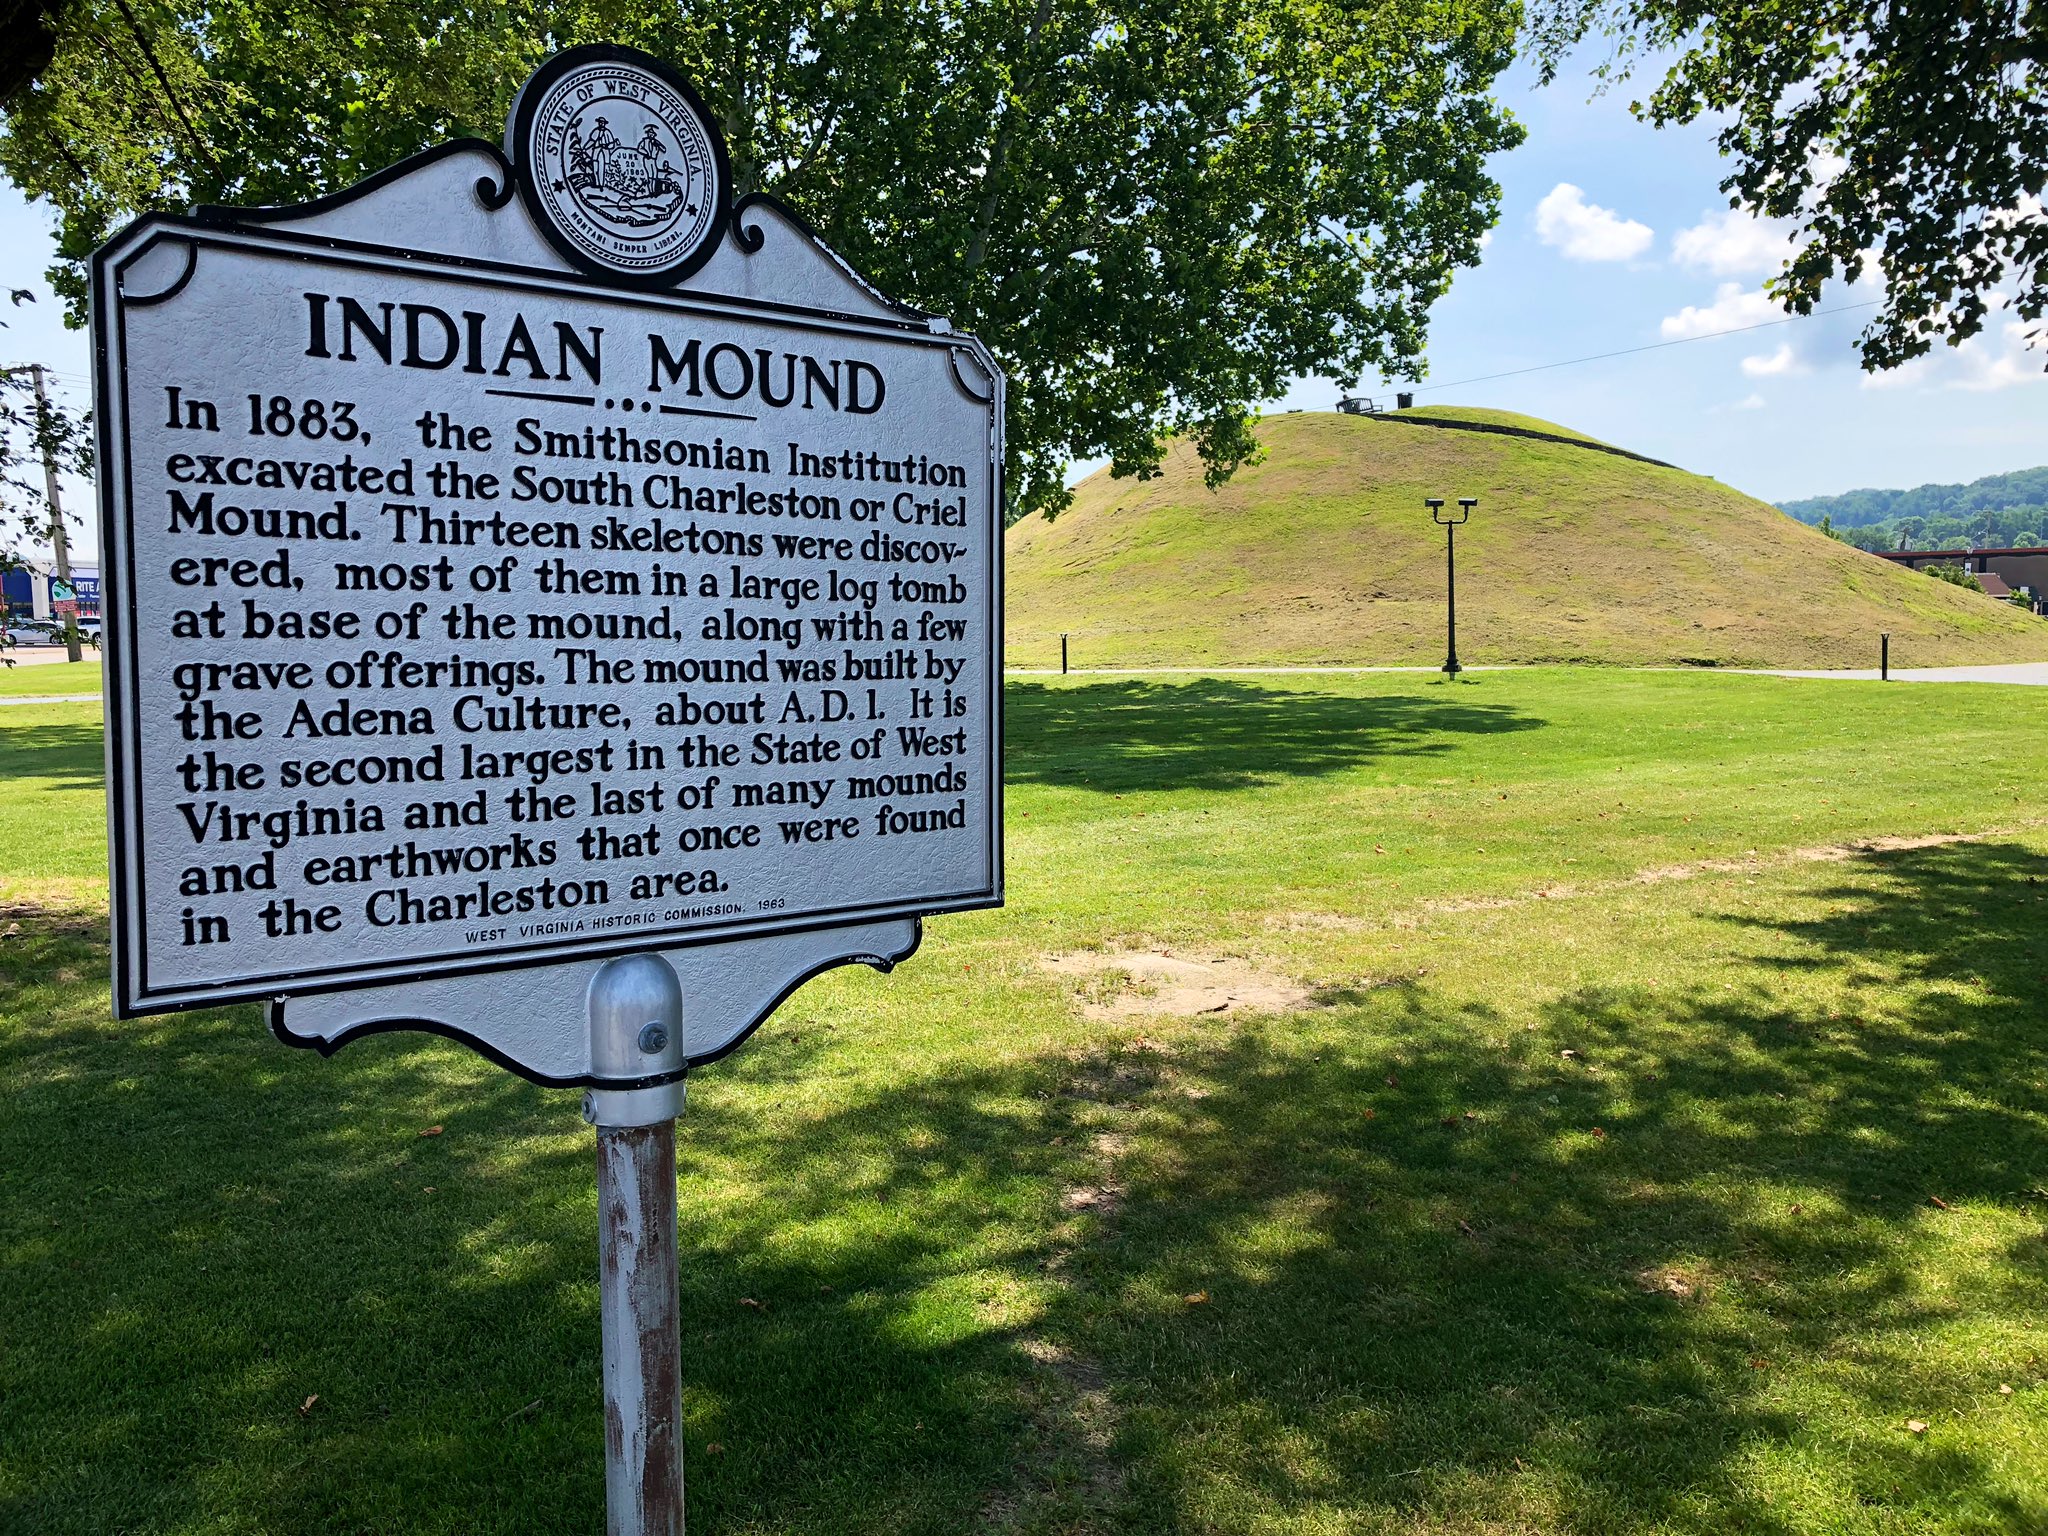 STATE OF WEST VIRGINIA.
JUNE
20
1863
MONTANI SEMPER LIBERI.
INDIAN MOUND
In 1883, the Smithsonian Institution
excavated the South Charleston or Criel
Mound. Thirteen skeletons were discov-
ered, most of them in a large log tomb
at base of the mound, along with a few
grave offerings. The mound was built by
the Adena Culture, about A.D. 1. It is
the second largest in the State of West
Virginia and the last of many mounds
and earthworks that once were found
in the Charleston area.
WEST VIRGINIA HISTORIC COMMISSION, 1963
RITE A